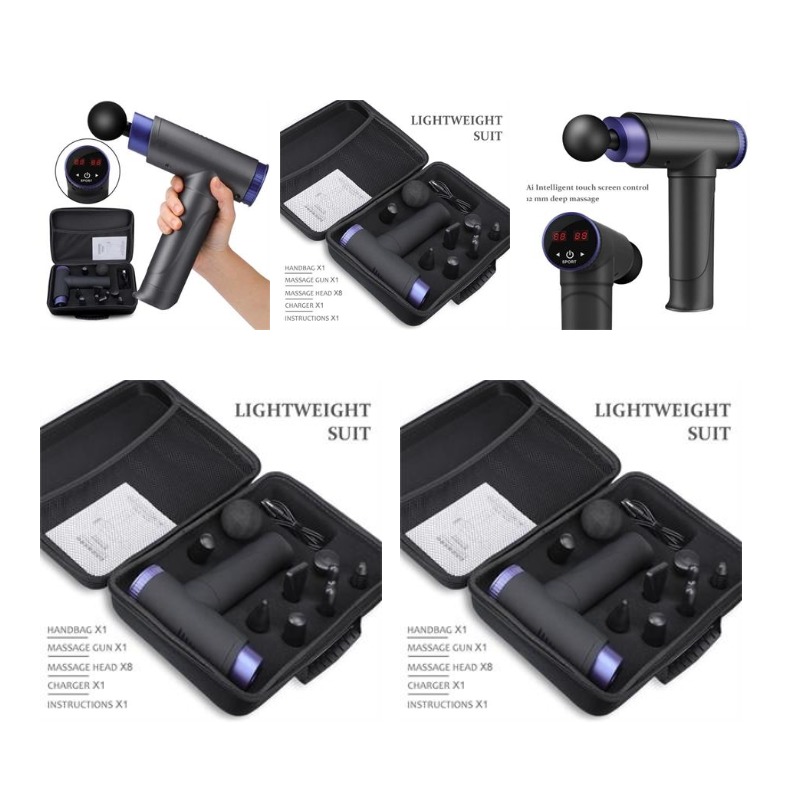 LIGHTWEIGHT
SUIT
HANDBAG X1
MASSAGE GUN X1
MASSAGE HEAD X8
CHARGER X1
INSTRUCTIONS X1
Ai Intelligent touch screen control
12 mm deep massage
88 88
SPORT
LIGHTWEIGHT
SUIT
HANDBAG X1
MASSAGE GUN X1
MASSAGE HEAD X8
CHARGER X1
INSTRUCTIONS X1
LIGHTWEIGHT
SUIT
HANDBAG X1
MASSAGE GUN X1
MASSAGE HEAD X8
CHARGER X1
INSTRUCTIONS X1